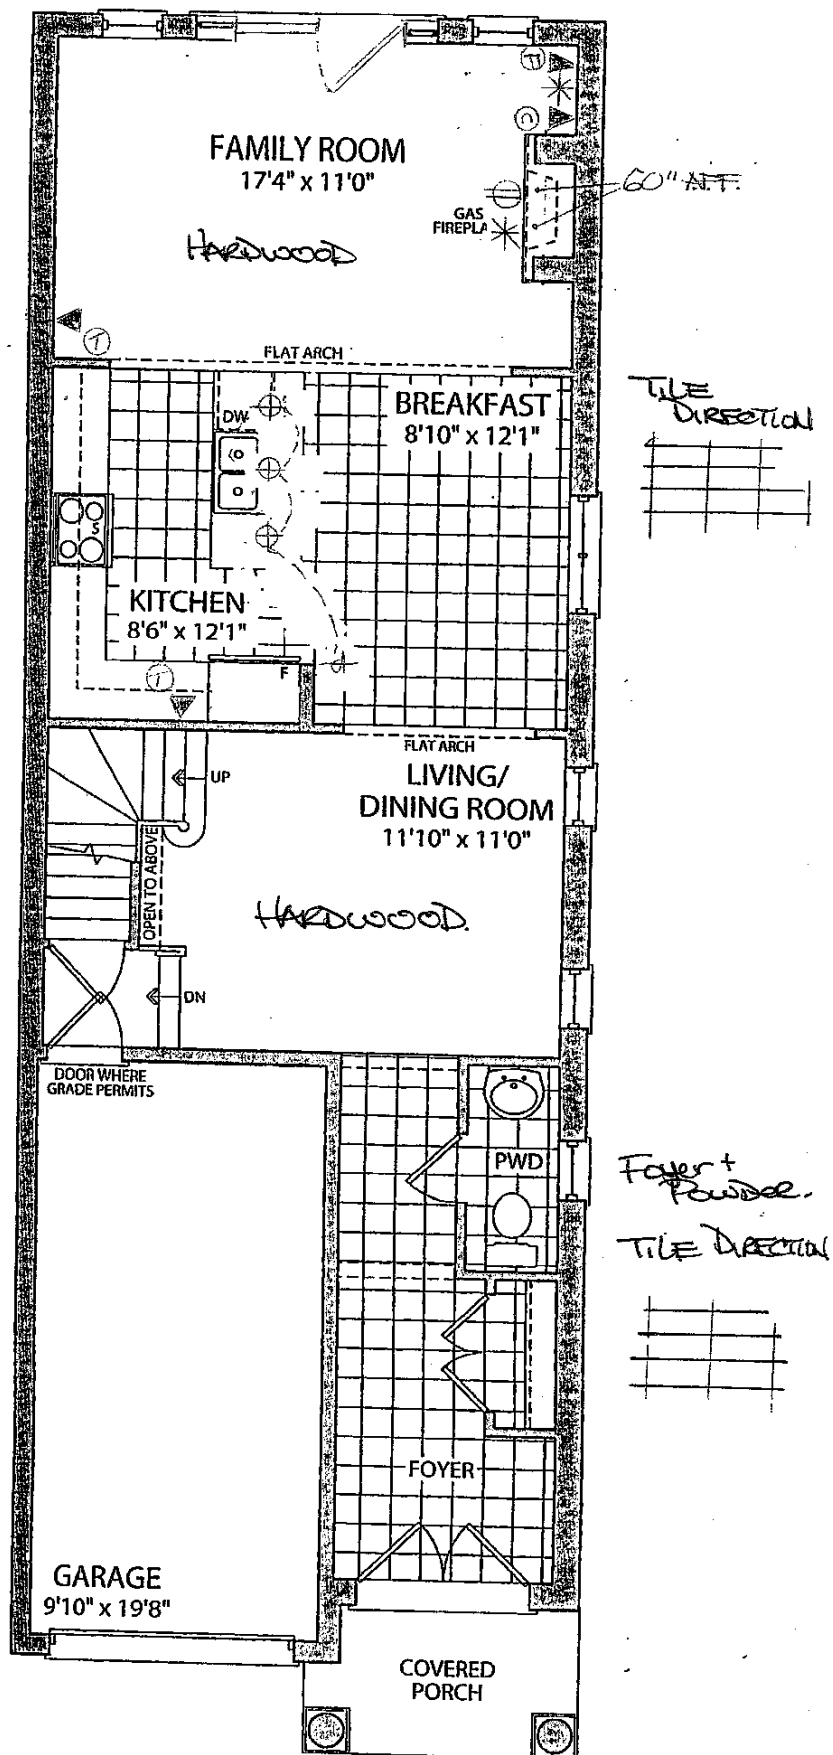 FAMILY ROOM
17'4" x 11'0"
60" A.F.F.
GAS
FIREPLA
HARDWOOD
T
FLAT ARCH
TILE
DIRECTION
BREAKFAST
8'10" x 12'1"
DW
S
KITCHEN
8'6" x 12'1"
T
F
FLAT ARCH
UP
LIVING/
DINING ROOM
11'10" x 11'0"
OPEN TO ABOVE
HARDWOOD.
DN
DOOR WHERE
GRADE PERMITS
PWD
Foyer +
POWDER.
TILE DIRECTION
FOYER
GARAGE
9'10" x 19'8"
COVERED
PORCH